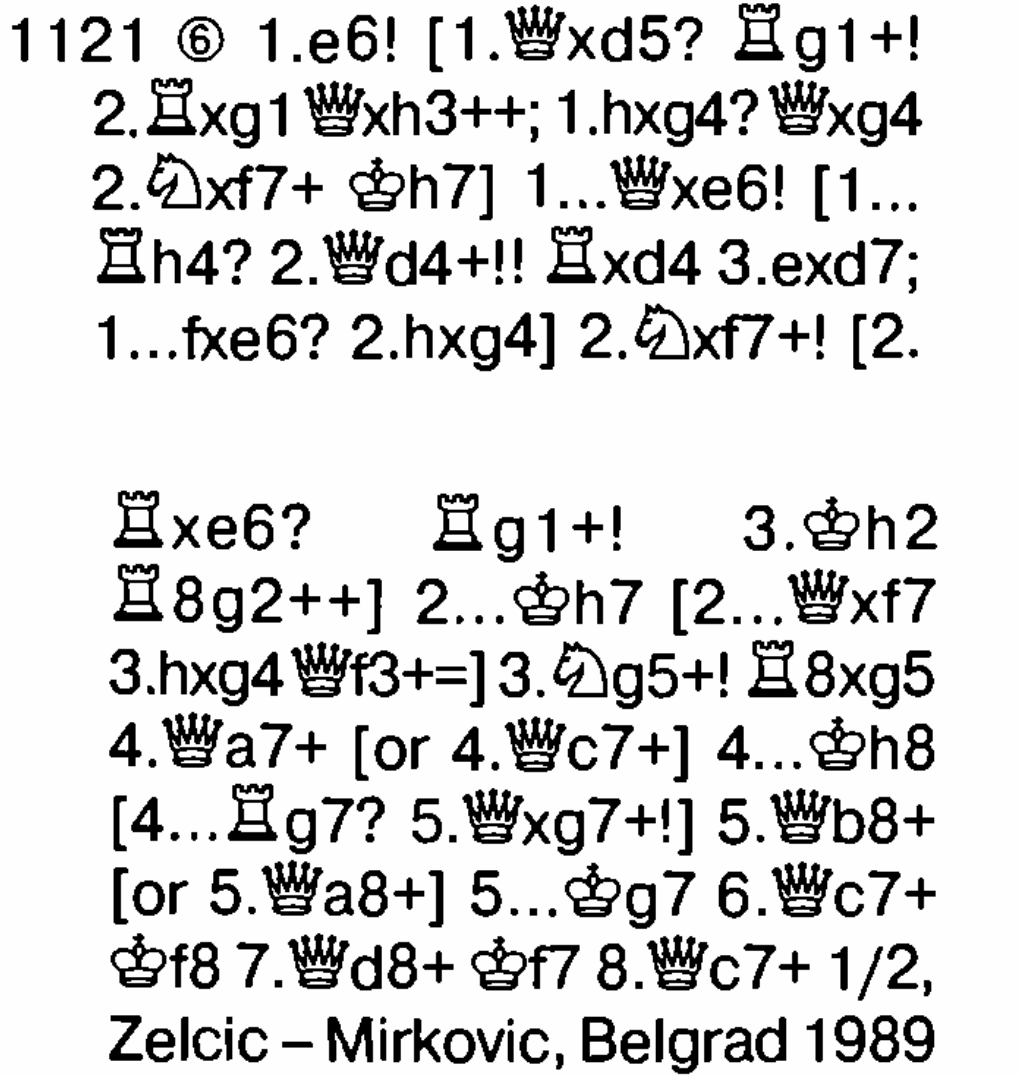 1121 ⑥ 1.e6! [1.♕xd5? ♖g1+!
2.♖xg1 ♕xh3++; 1.hxg4? ♕xg4
2.♘xf7+ ♔h7] 1...♕xe6! [1...
♖h4? 2.♕d4+!! ♖xd4 3.exd7;
1...fxe6? 2.hxg4] 2.♘xf7+! [2.
♖xe6? ♖g1+! 3.♔h2
♖8g2++] 2...♔h7 [2...♕xf7
3.hxg4 ♕f3+=] 3.♘g5+! ♖8xg5
4.♕a7+ [or 4.♕c7+] 4...♔h8
[4...♖g7? 5.♕xg7+!] 5.♕b8+
[or 5.♕a8+] 5...♔g7 6.♕c7+
♔f8 7.♕d8+ ♔f7 8.♕c7+ 1/2,
Zelcic – Mirkovic, Belgrad 1989